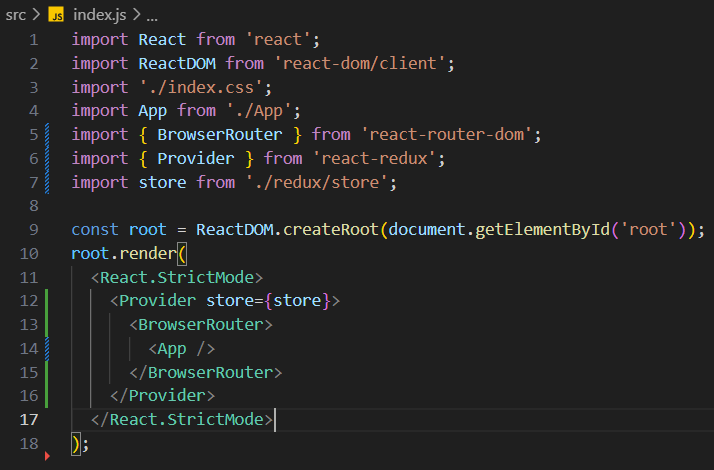 src > JS index.js > ...
1 import React from 'react';
2 import ReactDOM from 'react-dom/client';
3 import './index.css';
4 import App from './App';
5 import { BrowserRouter } from 'react-router-dom';
6 import { Provider } from 'react-redux';
7 import store from './redux/store';
8
9 const root = ReactDOM.createRoot(document.getElementById('root'));
10 root.render(
11   <React.StrictMode>
12     <Provider store={store}>
13       <BrowserRouter>
14         <App />
15       </BrowserRouter>
16     </Provider>
17   </React.StrictMode>
18 );